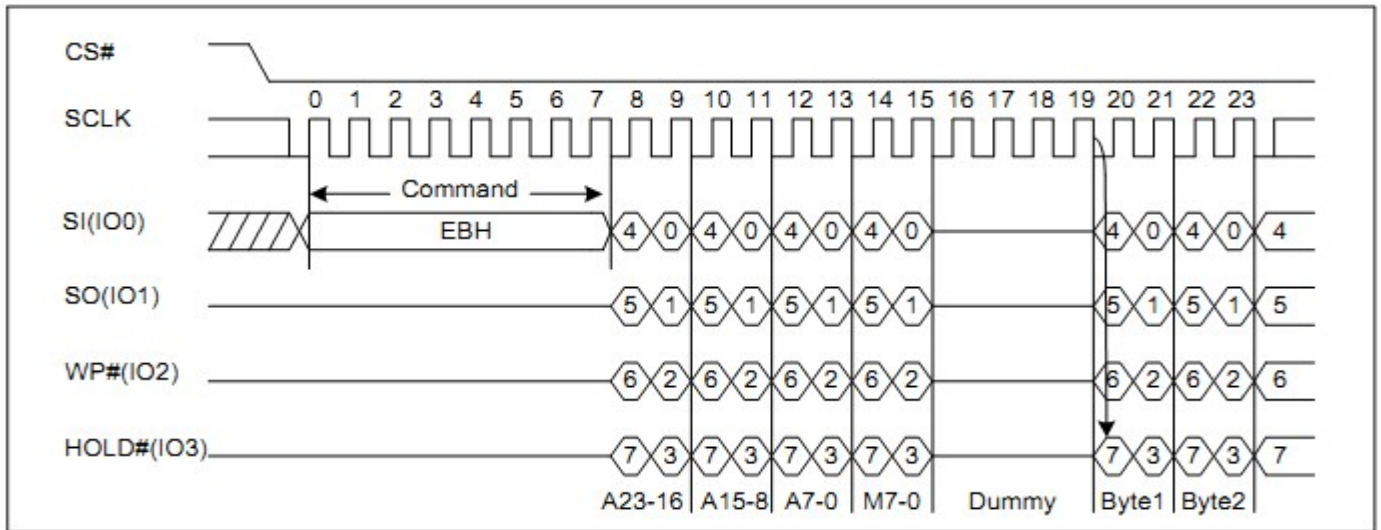 CS#
0 1 2 3 4 5 6 7 8 9 10 11 12 13 14 15 16 17 18 19 20 21 22 23
SCLK
Command
SI(IO0) EBH 4 0 4 0 4 0 4 0 4 0 4 0 4
SO(IO1) 5 1 5 1 5 1 5 1 5 1 5 1 5
WP#(IO2) 6 2 6 2 6 2 6 2 6 2 6 2 6
HOLD#(IO3) 7 3 7 3 7 3 7 3 7 3 7 3 7
A23-16 A15-8 A7-0 M7-0 Dummy Byte1 Byte2